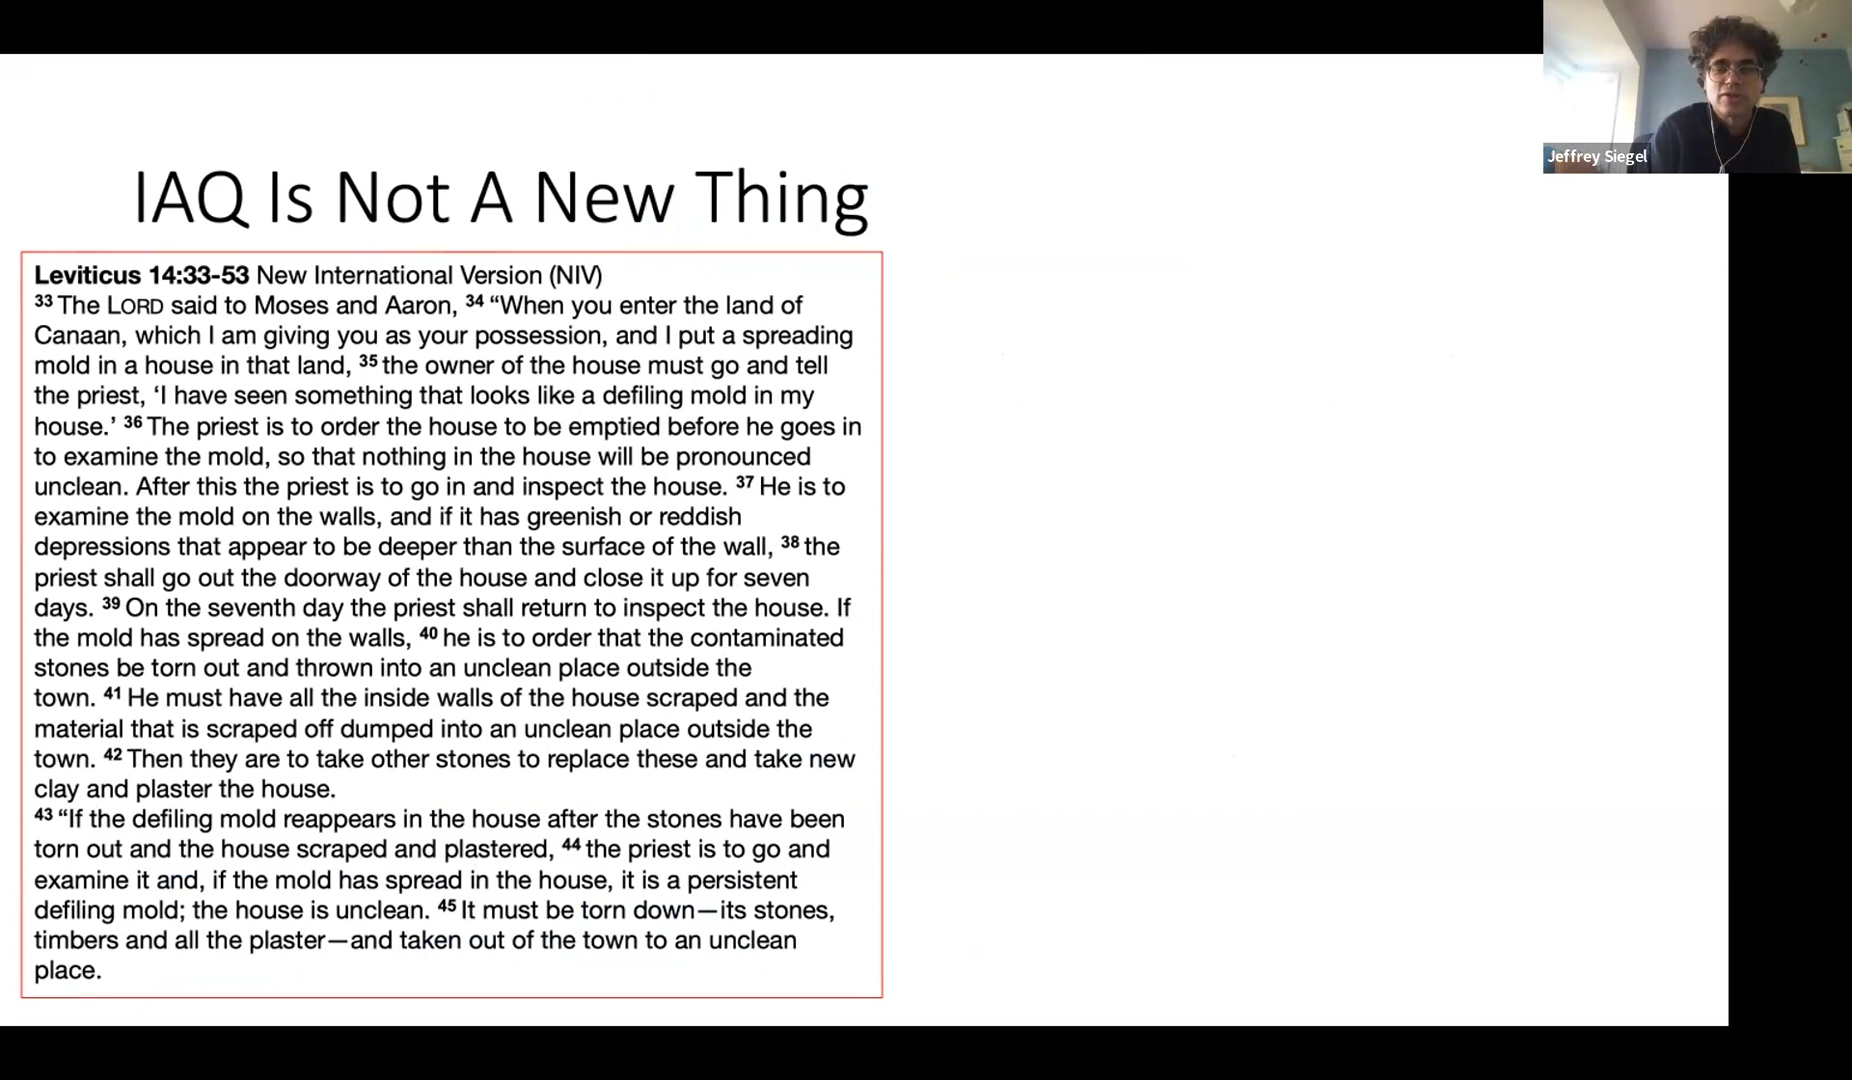 IAQ Is Not A New Thing
Leviticus 14:33-53 New International Version (NIV)
33 The LORD said to Moses and Aaron, 34 “When you enter the land of
Canaan, which I am giving you as your possession, and I put a spreading
mold in a house in that land, 35 the owner of the house must go and tell
the priest, ‘I have seen something that looks like a defiling mold in my
house.’ 36 The priest is to order the house to be emptied before he goes in
to examine the mold, so that nothing in the house will be pronounced
unclean. After this the priest is to go in and inspect the house. 37 He is to
examine the mold on the walls, and if it has greenish or reddish
depressions that appear to be deeper than the surface of the wall, 38 the
priest shall go out the doorway of the house and close it up for seven
days. 39 On the seventh day the priest shall return to inspect the house. If
the mold has spread on the walls, 40 he is to order that the contaminated
stones be torn out and thrown into an unclean place outside the
town. 41 He must have all the inside walls of the house scraped and the
material that is scraped off dumped into an unclean place outside the
town. 42 Then they are to take other stones to replace these and take new
clay and plaster the house.
43 “If the defiling mold reappears in the house after the stones have been
torn out and the house scraped and plastered, 44 the priest is to go and
examine it and, if the mold has spread in the house, it is a persistent
defiling mold; the house is unclean. 45 It must be torn down—its stones,
timbers and all the plaster—and taken out of the town to an unclean
place.
Jeffrey Siegel